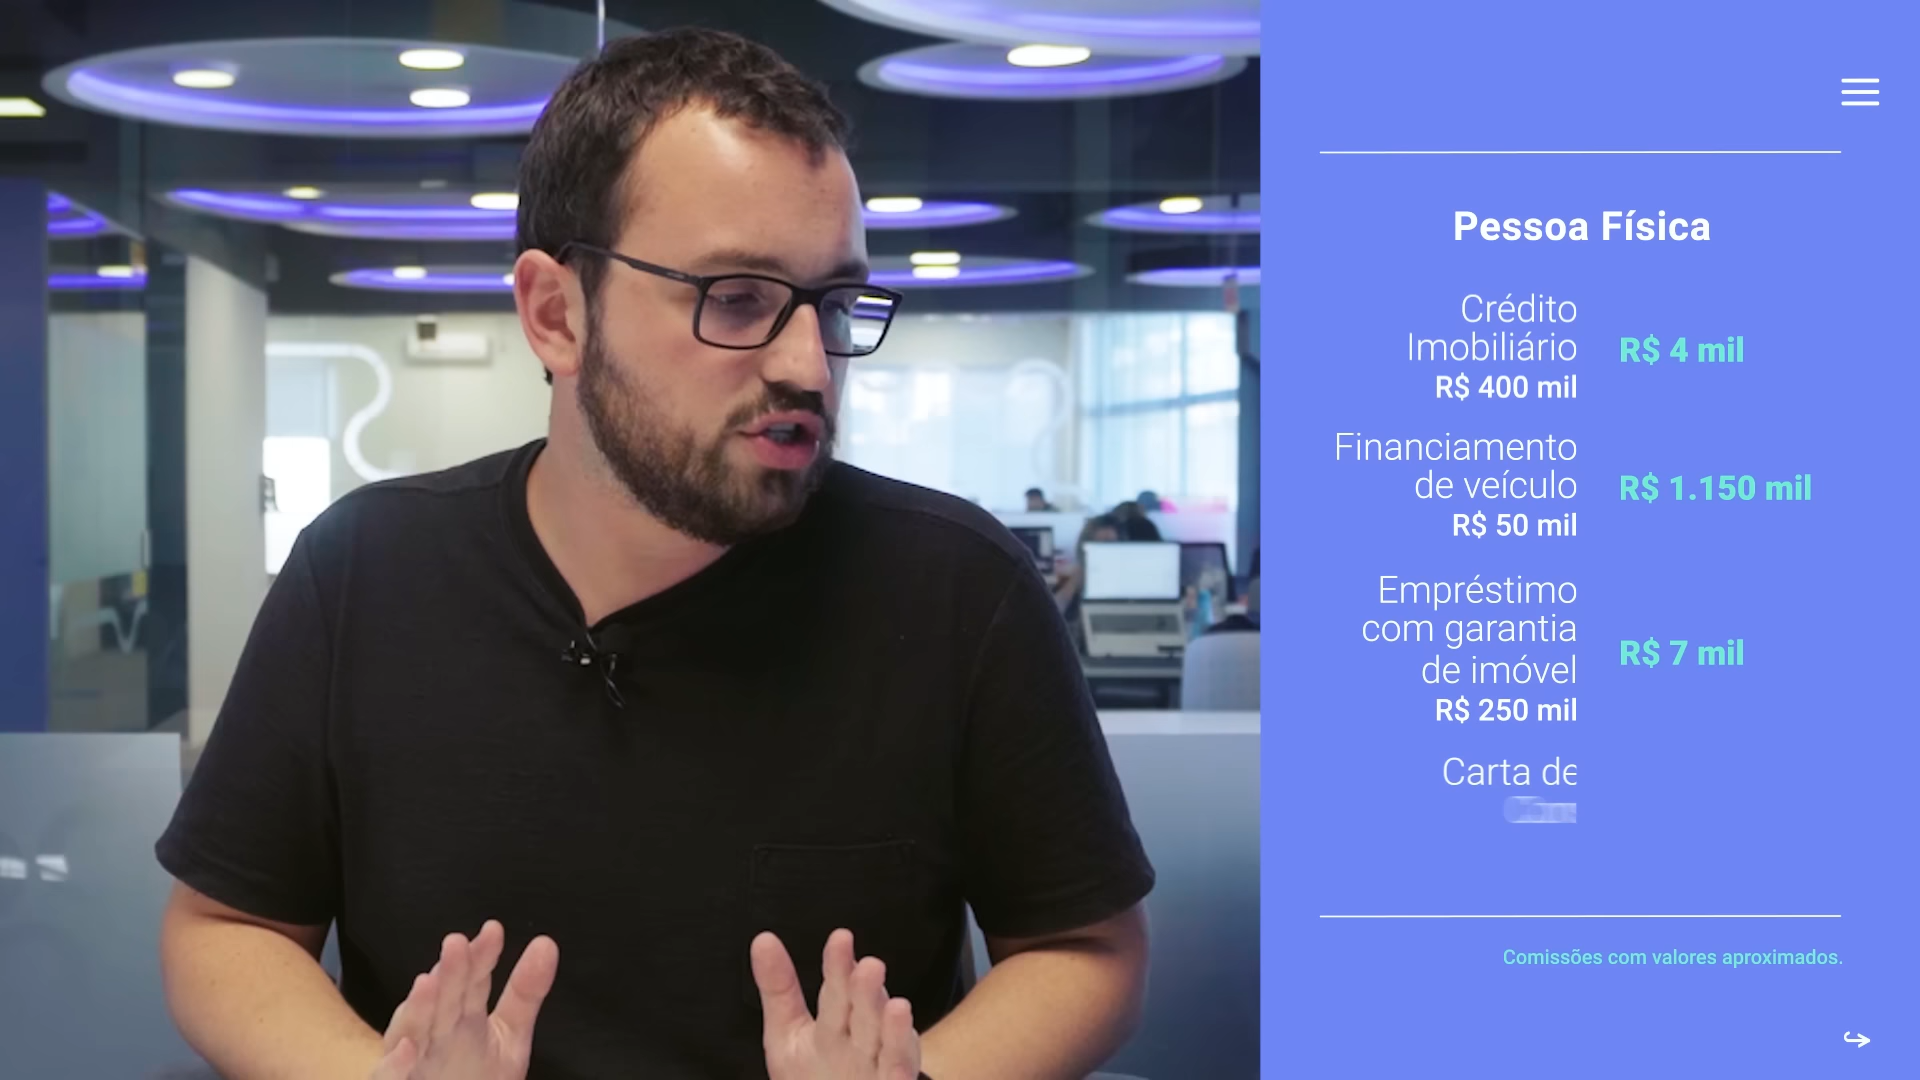 Pessoa Física
Crédito
Imobiliário
R$ 400 mil
R$ 4 mil
Financiamento
de veículo
R$ 50 mil
R$ 1.150 mil
Empréstimo
com garantia
de imóvel
R$ 250 mil
R$ 7 mil
Carta de
Comissões com valores aproximados.